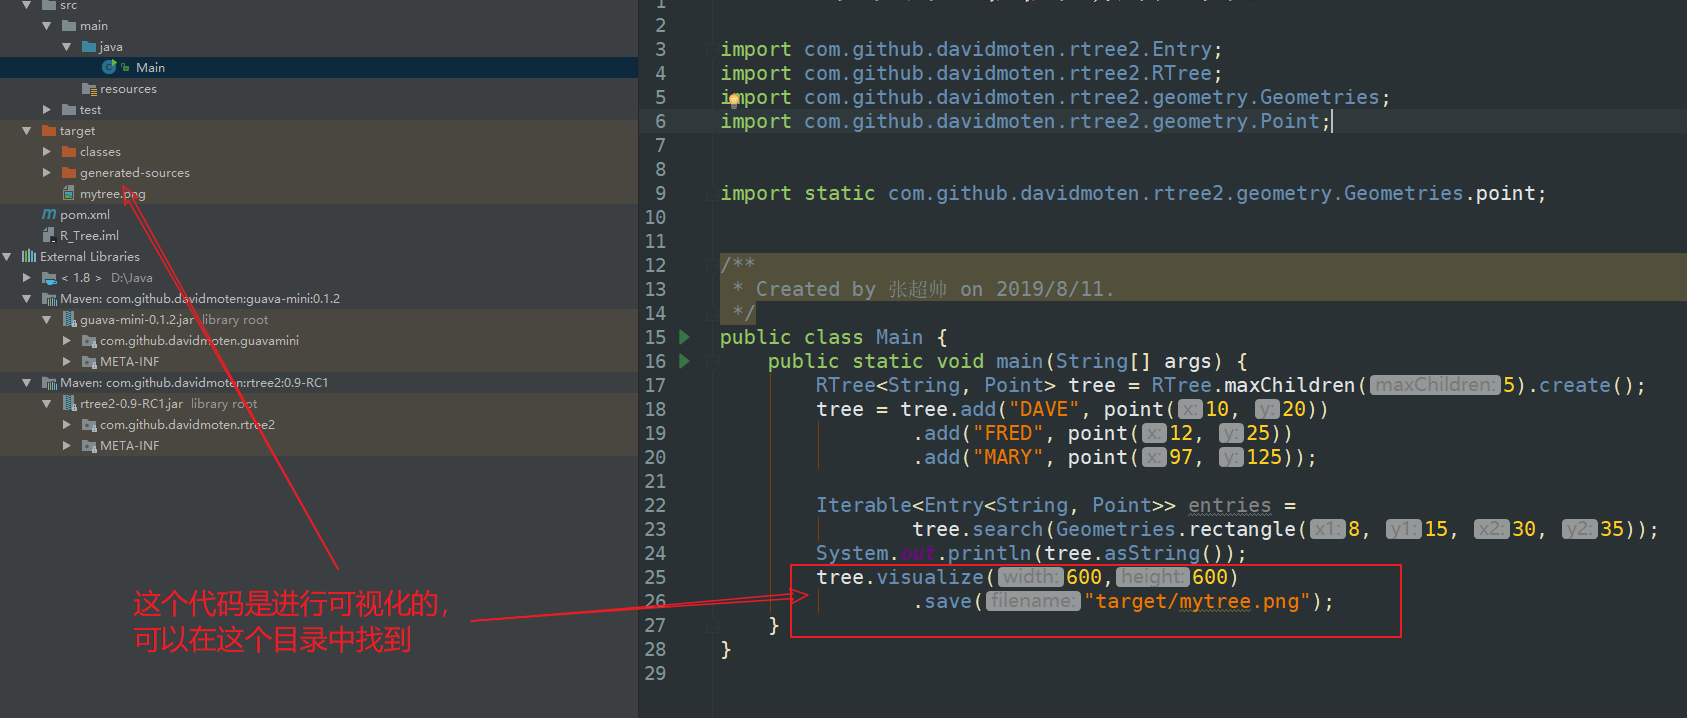 src
main
java
Main
resources
test
target
classes
generated-sources
mytree.png
pom.xml
R_Tree.iml
External Libraries
< 1.8 > D:\Java
Maven: com.github.davidmoten:guava-mini:0.1.2
guava-mini-0.1.2.jar library root
com.github.davidmoten.guavamini
META-INF
Maven: com.github.davidmoten:rtree2:0.9-RC1
rtree2-0.9-RC1.jar library root
com.github.davidmoten.rtree2
META-INF
这个代码是进行可视化的，
可以在这个目录中找到
1
2
3 import com.github.davidmoten.rtree2.Entry;
4 import com.github.davidmoten.rtree2.RTree;
5 import com.github.davidmoten.rtree2.geometry.Geometries;
6 import com.github.davidmoten.rtree2.geometry.Point;
7
8
9 import static com.github.davidmoten.rtree2.geometry.Geometries.point;
10
11
12 /**
13 * Created by 张超帅 on 2019/8/11.
14 */
15 public class Main {
16 public static void main(String[] args) {
17 RTree<String, Point> tree = RTree.maxChildren( maxChildren: 5).create();
18 tree = tree.add("DAVE", point( x: 10, y: 20))
19 .add("FRED", point( x: 12, y: 25))
20 .add("MARY", point( x: 97, y: 125));
21
22 Iterable<Entry<String, Point>> entries =
23 tree.search(Geometries.rectangle( x1: 8, y1: 15, x2: 30, y2: 35));
24 System.out.println(tree.asString());
25 tree.visualize( width: 600, height: 600)
26 .save( filename: "target/mytree.png");
27 }
28 }
29